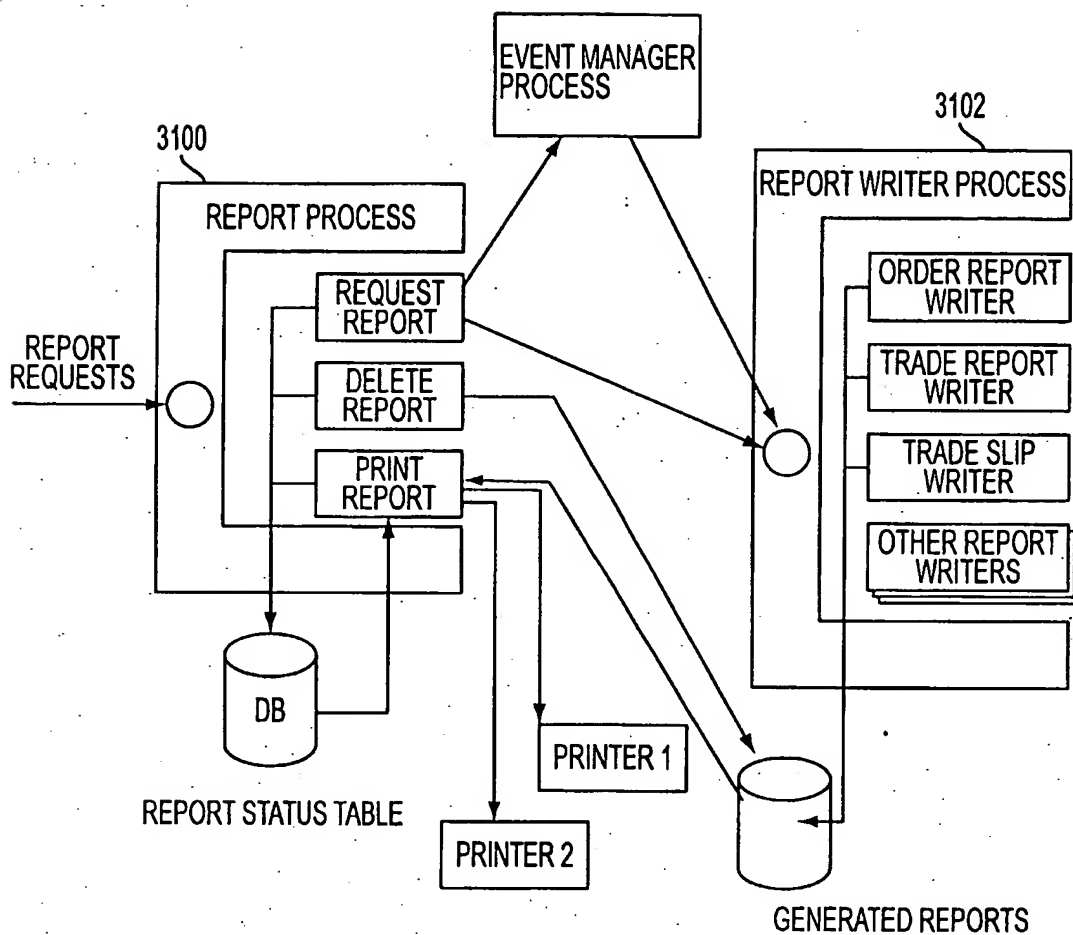 EVENT MANAGER
PROCESS
3100
3102
REPORT PROCESS
REPORT WRITER PROCESS
REQUEST
REPORT
ORDER REPORT
WRITER
REPORT
REQUESTS
DELETE
REPORT
TRADE REPORT
WRITER
PRINT
REPORT
TRADE SLIP
WRITER
OTHER REPORT
WRITERS
DB
PRINTER 1
REPORT STATUS TABLE
PRINTER 2
GENERATED REPORTS